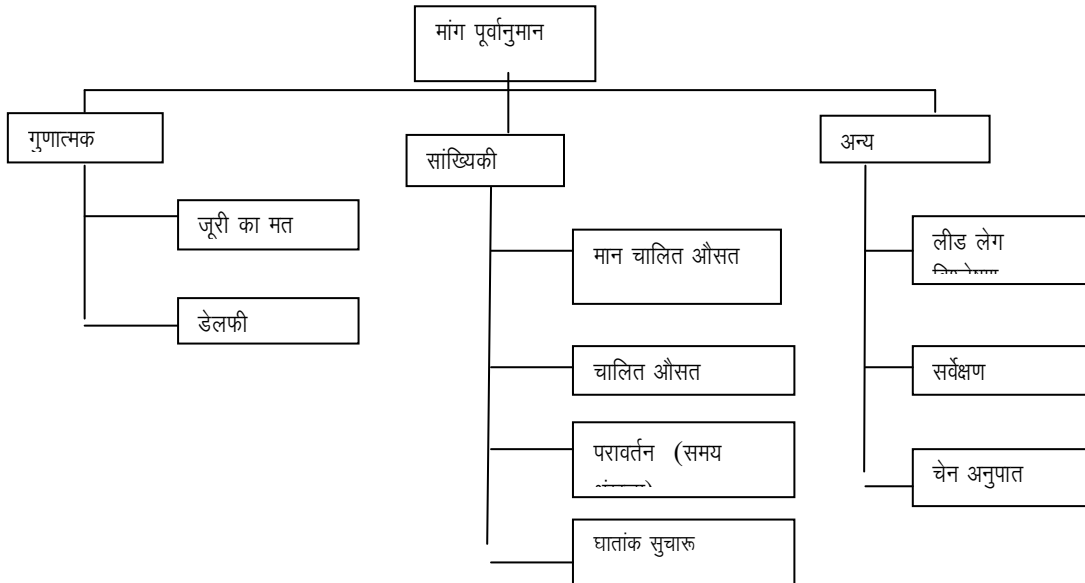 मांग पूर्वानुमान
गुणात्मक
जूरी का मत
डेलफी
सांख्यिकी
मान चालित औसत
चालित औसत
परावर्तन (समय
घातांक सुचारू
अन्य
लीड लेग
सर्वेक्षण
चेन अनुपात